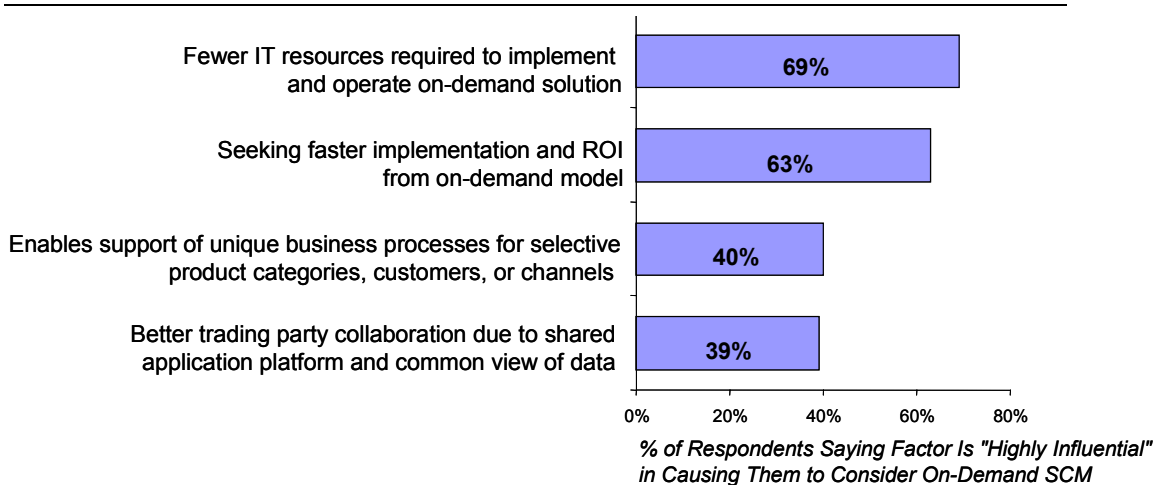 Fewer IT resources required to implement
and operate on-demand solution
69%
Seeking faster implementation and ROI
from on-demand model
63%
Enables support of unique business processes for selective
product categories, customers, or channels
40%
Better trading party collaboration due to shared
application platform and common view of data
39%
0% 20% 40% 60% 80%
% of Respondents Saying Factor Is "Highly Influential"
in Causing Them to Consider On-Demand SCM